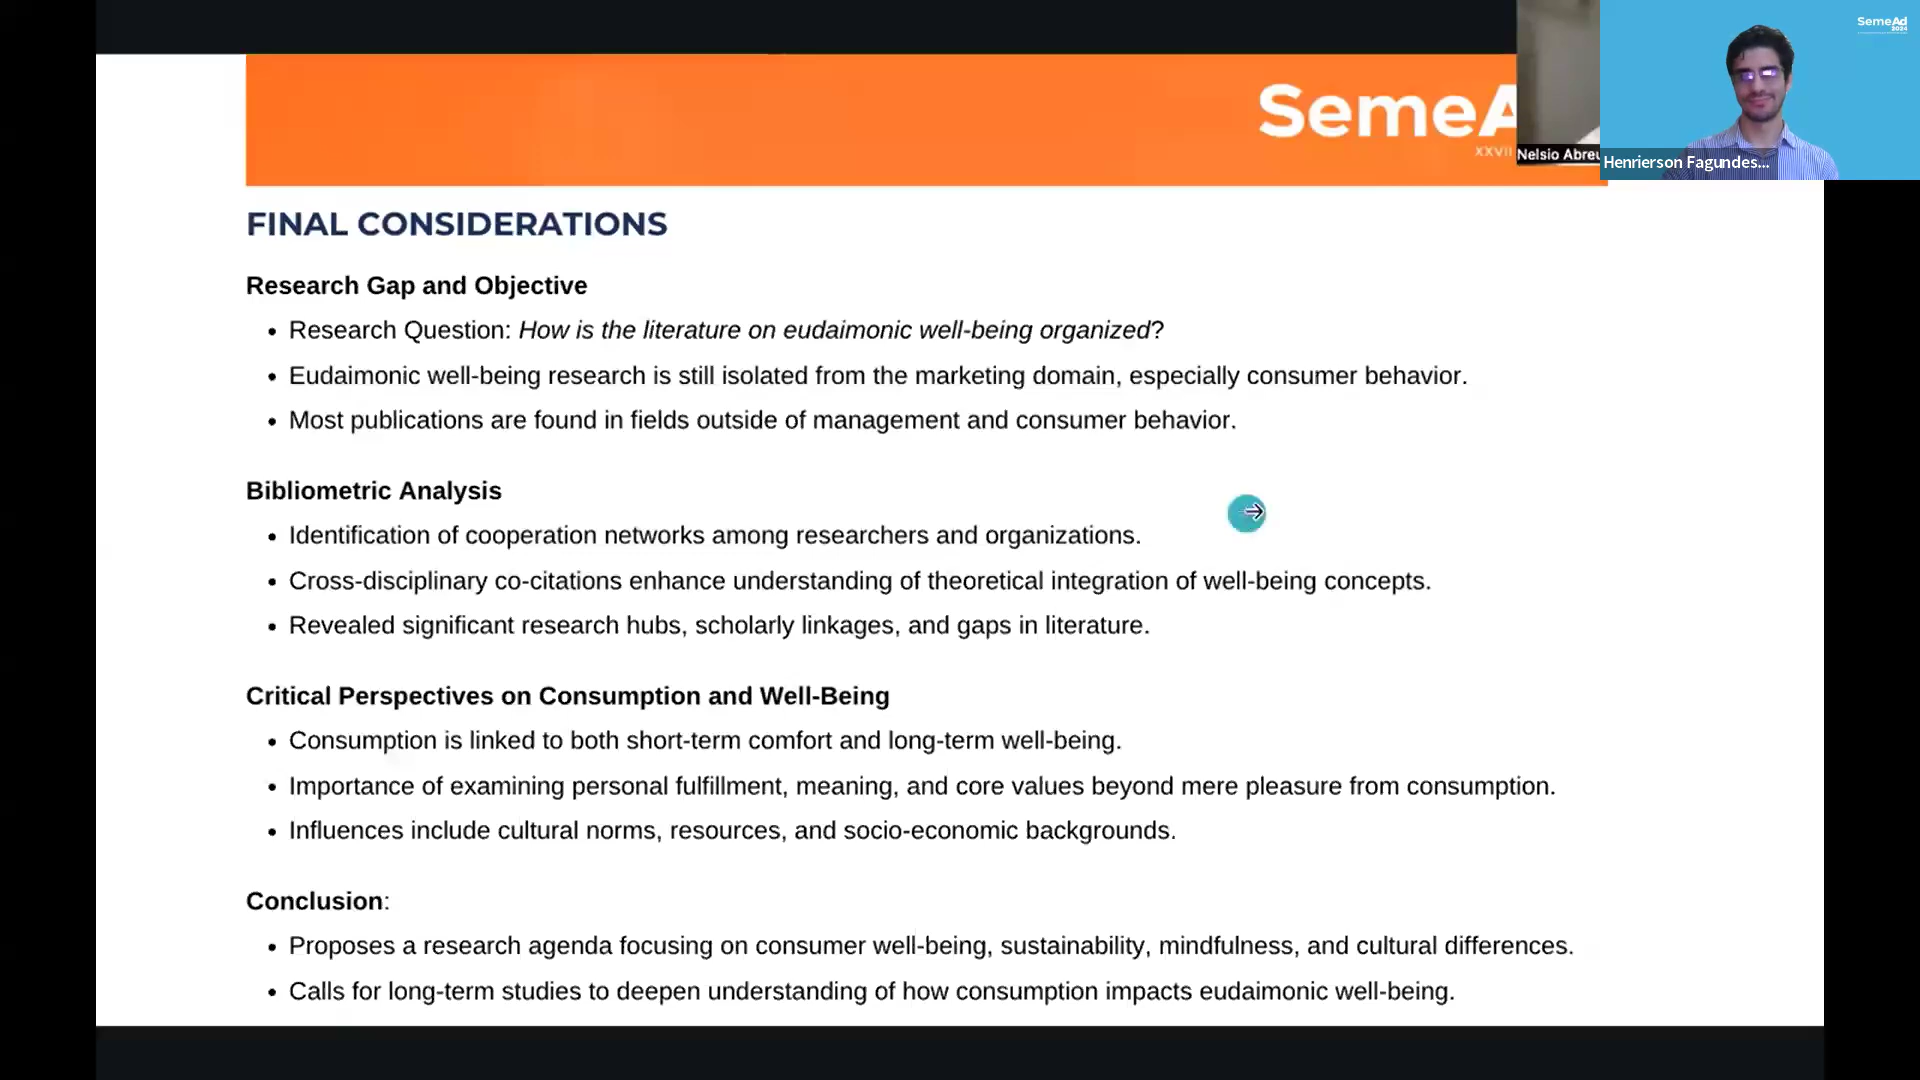 SemeAd
2024
SemeA
XXVII
Nelsio Abreu
Henrierson Fagundes...
FINAL CONSIDERATIONS
Research Gap and Objective
• Research Question: How is the literature on eudaimonic well-being organized?
• Eudaimonic well-being research is still isolated from the marketing domain, especially consumer behavior.
• Most publications are found in fields outside of management and consumer behavior.
Bibliometric Analysis
• Identification of cooperation networks among researchers and organizations.
• Cross-disciplinary co-citations enhance understanding of theoretical integration of well-being concepts.
• Revealed significant research hubs, scholarly linkages, and gaps in literature.
Critical Perspectives on Consumption and Well-Being
• Consumption is linked to both short-term comfort and long-term well-being.
• Importance of examining personal fulfillment, meaning, and core values beyond mere pleasure from consumption.
• Influences include cultural norms, resources, and socio-economic backgrounds.
Conclusion:
• Proposes a research agenda focusing on consumer well-being, sustainability, mindfulness, and cultural differences.
• Calls for long-term studies to deepen understanding of how consumption impacts eudaimonic well-being.